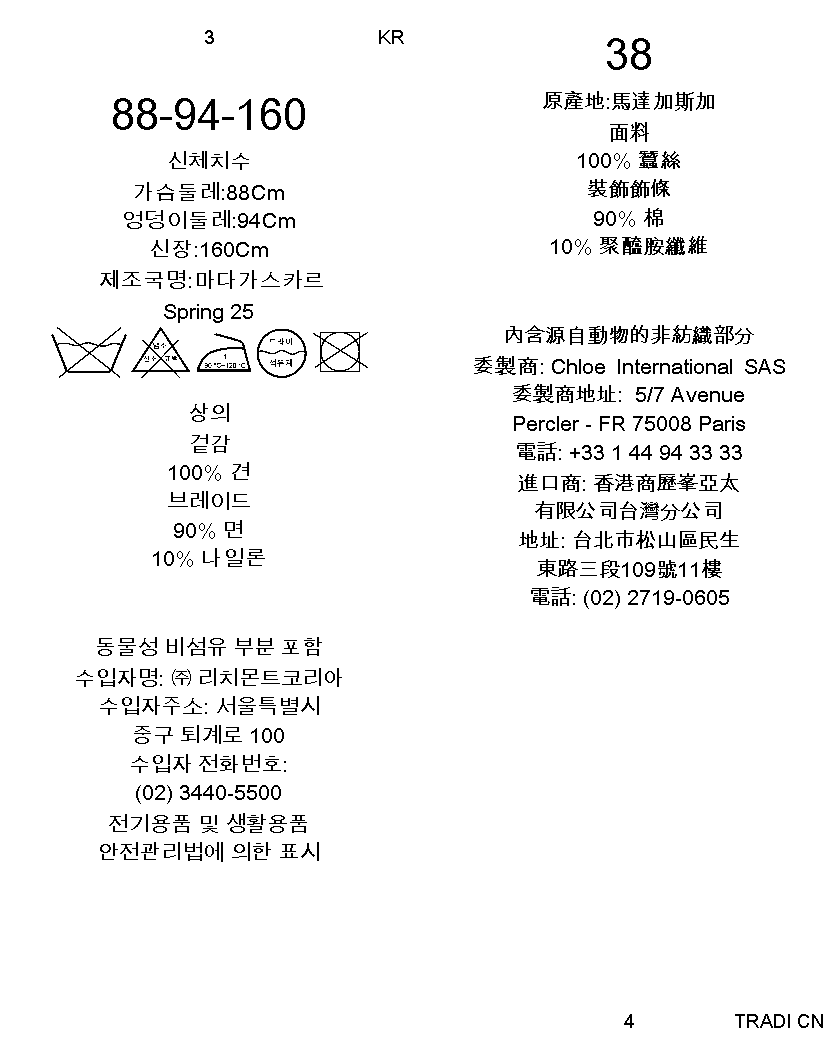 3
KR
88-94-160
신체치수
가슴둘레:88Cm
엉덩이둘레:94Cm
신장:160Cm
제조국명:마다가스카르
Spring 25
염소
산소 표백
1
90 °C~120 °C
드라이
석유계
상의
겉감
100% 견
브레이드
90% 면
10% 나일론
동물성 비섬유 부분 포함
수입자명: ㈜ 리치몬트코리아
수입자주소: 서울특별시
중구 퇴계로 100
수입자 전화번호:
(02) 3440-5500
전기용품 및 생활용품
안전관리법에 의한 표시
38
原產地:馬達加斯加
面料
100% 蠶絲
裝飾飾條
90% 棉
10% 聚醯胺纖維
內含源自動物的非紡織部分
委製商: Chloe International SAS
委製商地址: 5/7 Avenue
Percler - FR 75008 Paris
電話: +33 1 44 94 33 33
進口商: 香港商歷峯亞太
有限公司台灣分公司
地址: 台北市松山區民生
東路三段109號11樓
電話: (02) 2719-0605
4
TRADI CN